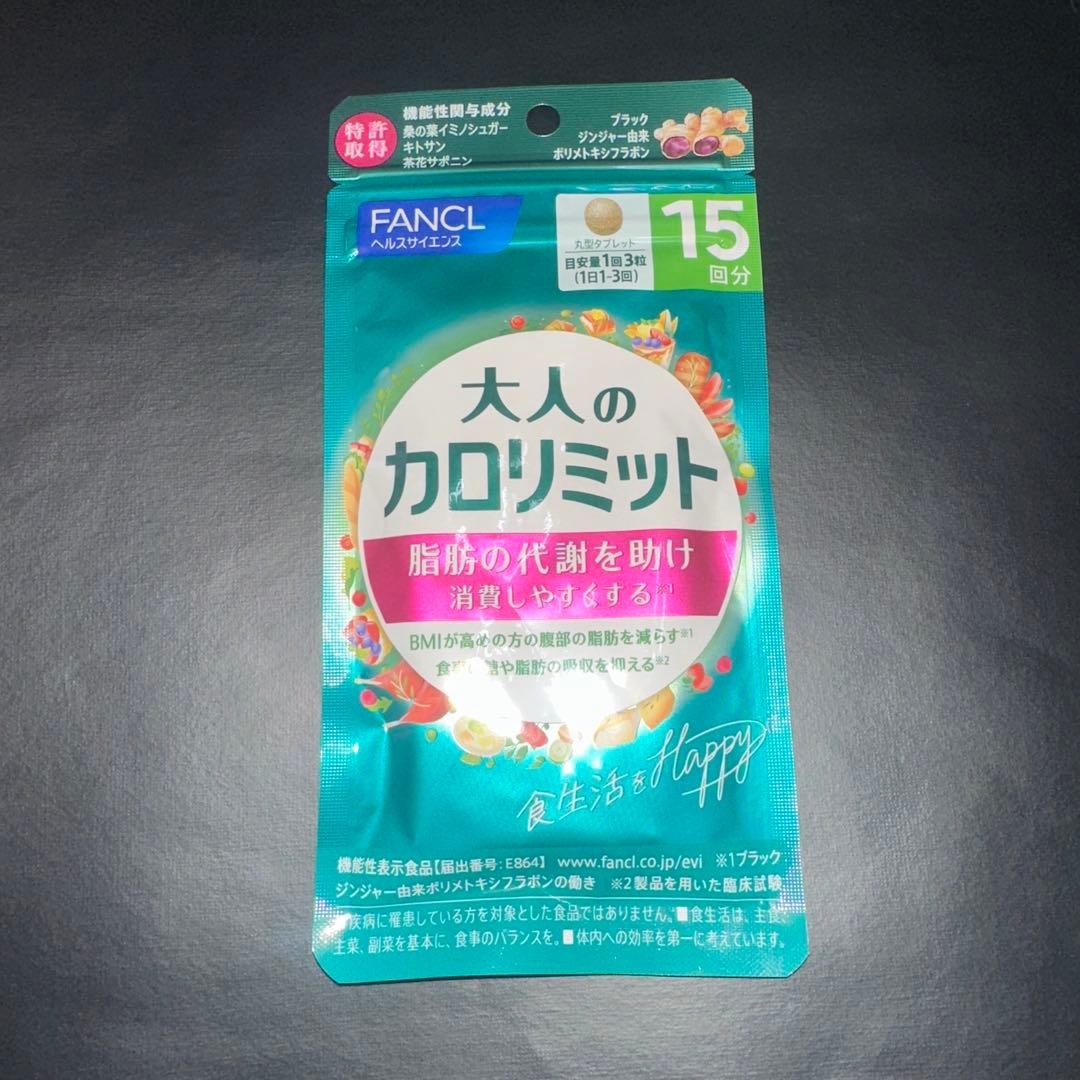 特許
取得
機能性関与成分
桑の葉イミノシュガー
キトサン
茶花サポニン
ブラック
ジンジャー由来
ポリメトキシフラボン
FANCL
ヘルスサイエンス
丸型タブレット
目安量1回3粒
(1日1-3回)
15
回分
大人の
カロリミット
脂肪の代謝を助け
消費しやすくする※1
BMIが高めの方の腹部の脂肪を減らす※1
食事の糖や脂肪の吸収を抑える※2
食生活をHappy
機能性表示食品【届出番号:E864】 www.fancl.co.jp/evi ※1ブラック
ジンジャー由来ポリメトキシフラボンの働き ※2製品を用いた臨床試験
疾病に罹患している方を対象とした食品ではありません。■食生活は、主食、
主菜、副菜を基本に、食事のバランスを。■体内への効率を第一に考えています。